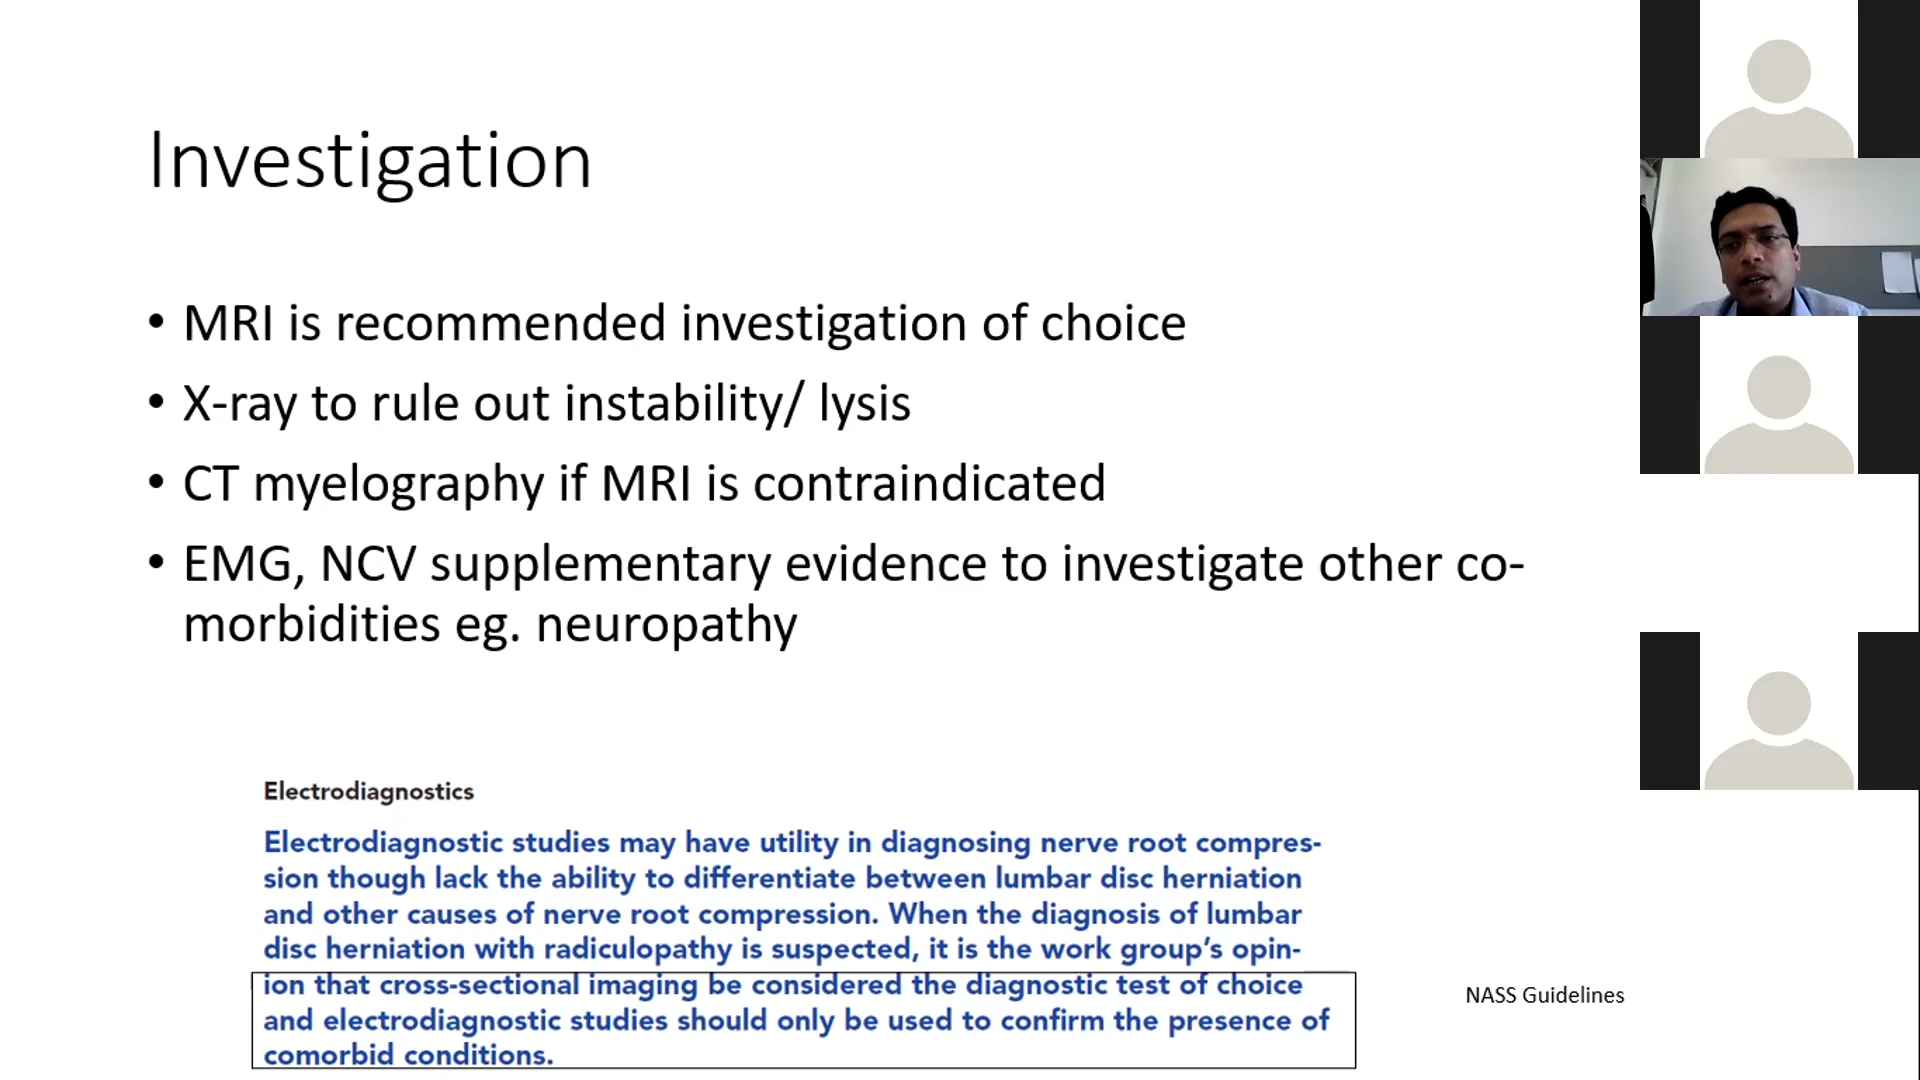 Investigation
• MRI is recommended investigation of choice
• X-ray to rule out instability/ lysis
• CT myelography if MRI is contraindicated
• EMG, NCV supplementary evidence to investigate other co-
morbidities eg. neuropathy
Electrodiagnostics
Electrodiagnostic studies may have utility in diagnosing nerve root compres-
sion though lack the ability to differentiate between lumbar disc herniation
and other causes of nerve root compression. When the diagnosis of lumbar
disc herniation with radiculopathy is suspected, it is the work group’s opin-
ion that cross-sectional imaging be considered the diagnostic test of choice
and electrodiagnostic studies should only be used to confirm the presence of
comorbid conditions.
NASS Guidelines